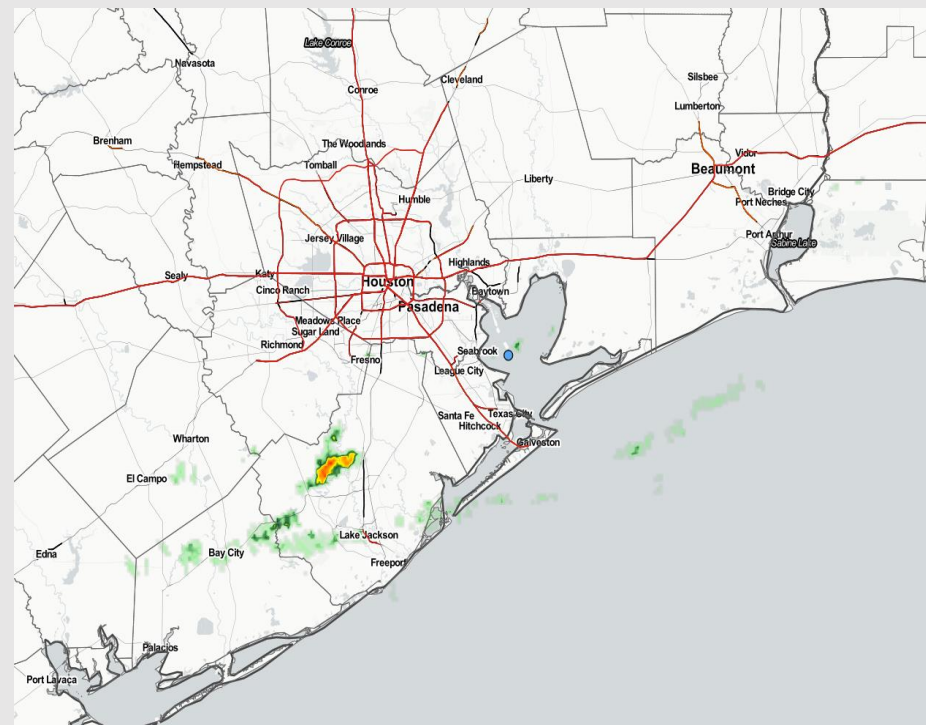 Lake Conroe
Navasota
Silsbee
Cleveland
Conroe
Lumberton
Brenham
The Woodlands
Vidor
Hempstead
Tomball
Beaumont
Liberty
Bridge City
Humble
Port Neches
Jersey Village
Port Arthur
Sabine Lake
Highlands
Sealy
Katy
Houston
Cinco Ranch
Baytown
Pasadena
Meadows Place
Sugar Land
Richmond
Seabrook
Fresno
League City
Santa Fe
Texas City
Hitchcock
Wharton
Galveston
El Campo
Lake Jackson
Edna
Bay City
Freeport
Palacios
Port Lavaca